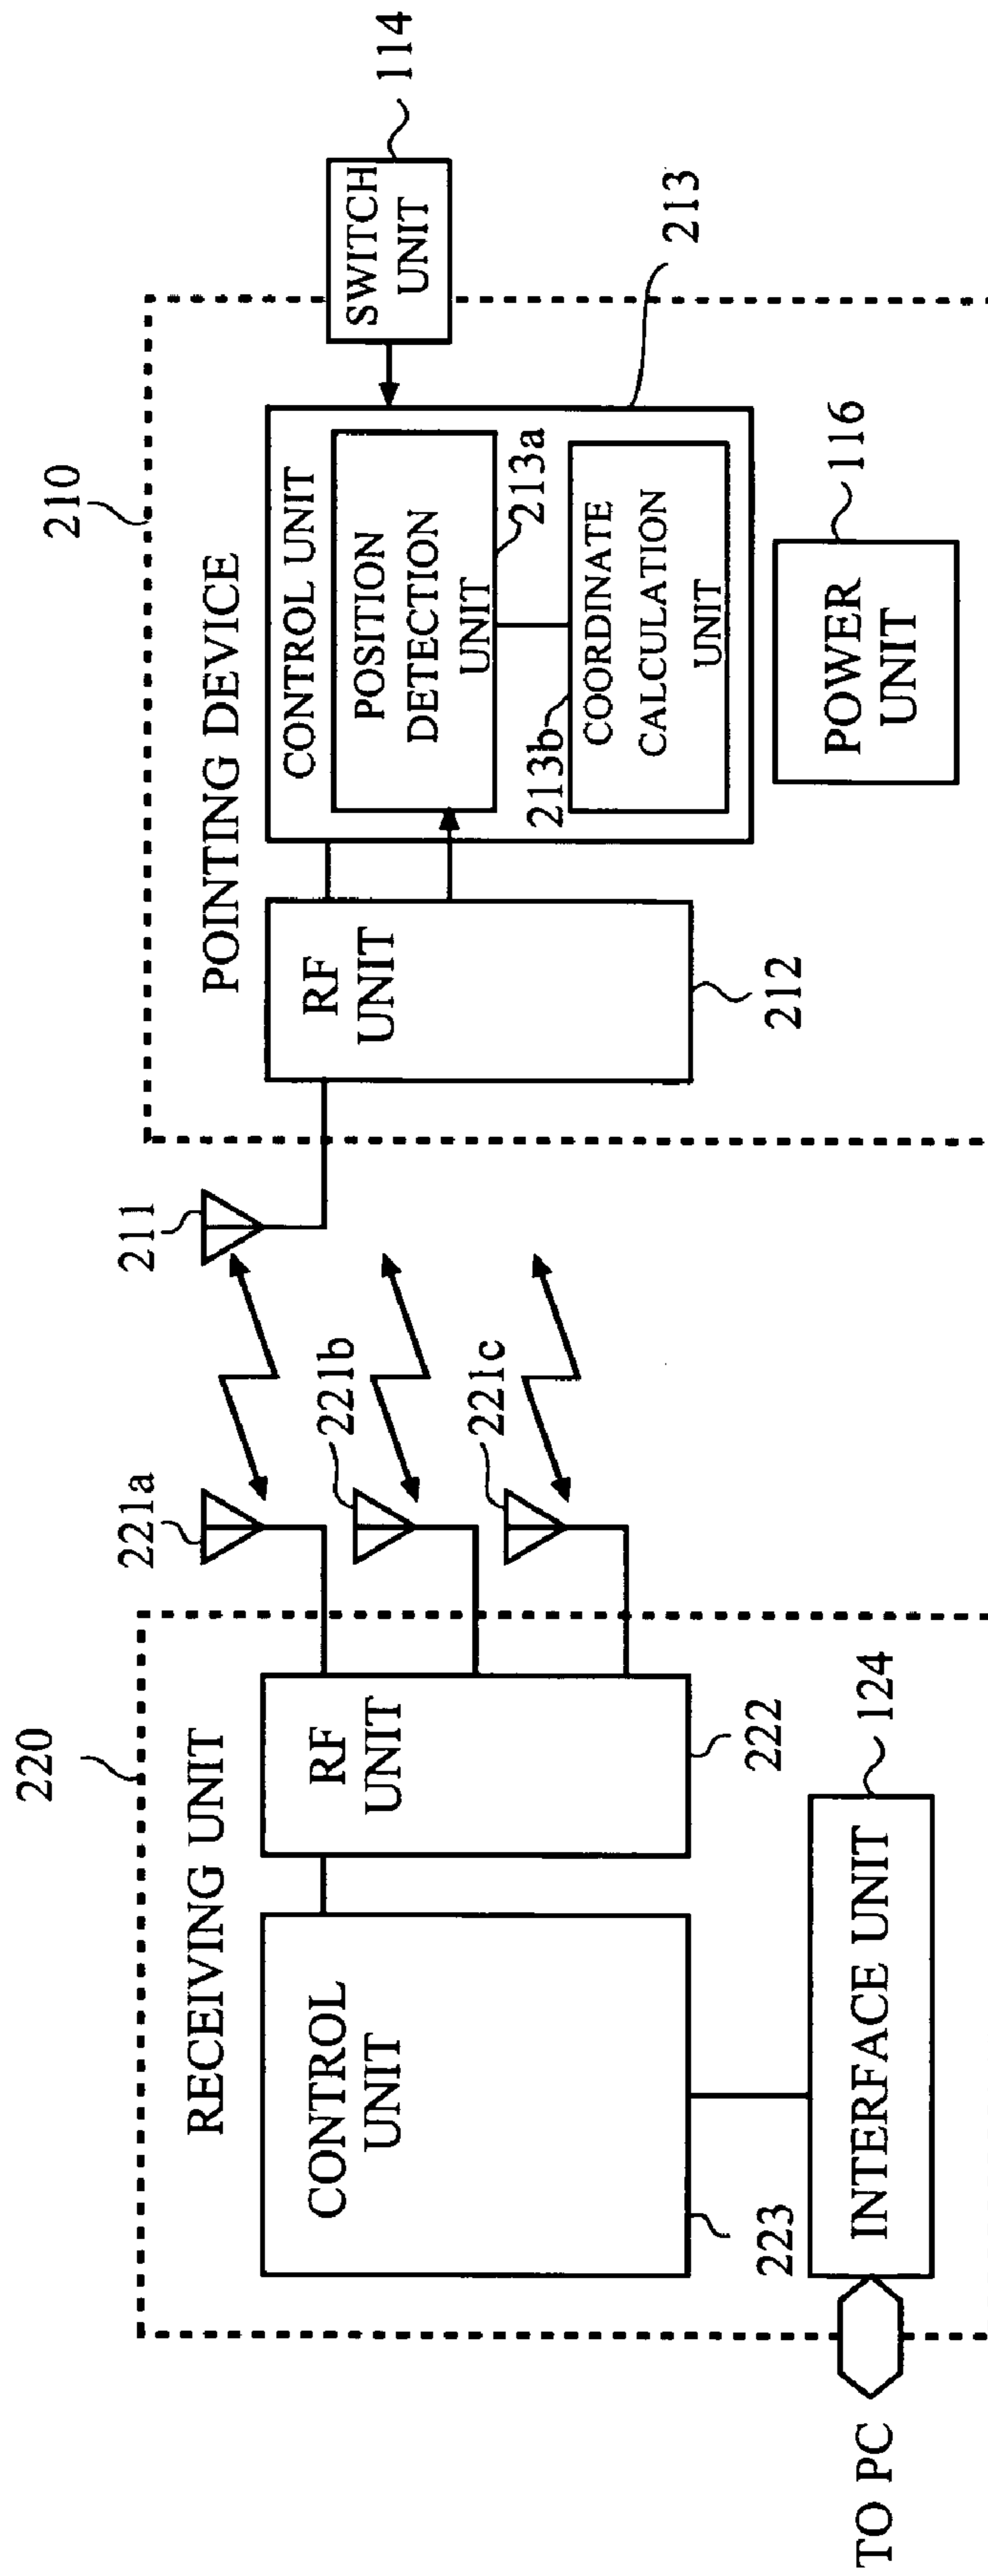 220
RECEIVING UNIT
CONTROL
UNIT
223
RF
UNIT
222
INTERFACE UNIT
124
TO PC
221a
221b
221c
211
210
POINTING DEVICE
RF
UNIT
212
CONTROL UNIT
POSITION
DETECTION
UNIT
213a
213b
COORDINATE
CALCULATION
UNIT
213
SWITCH
UNIT
114
POWER
UNIT
116